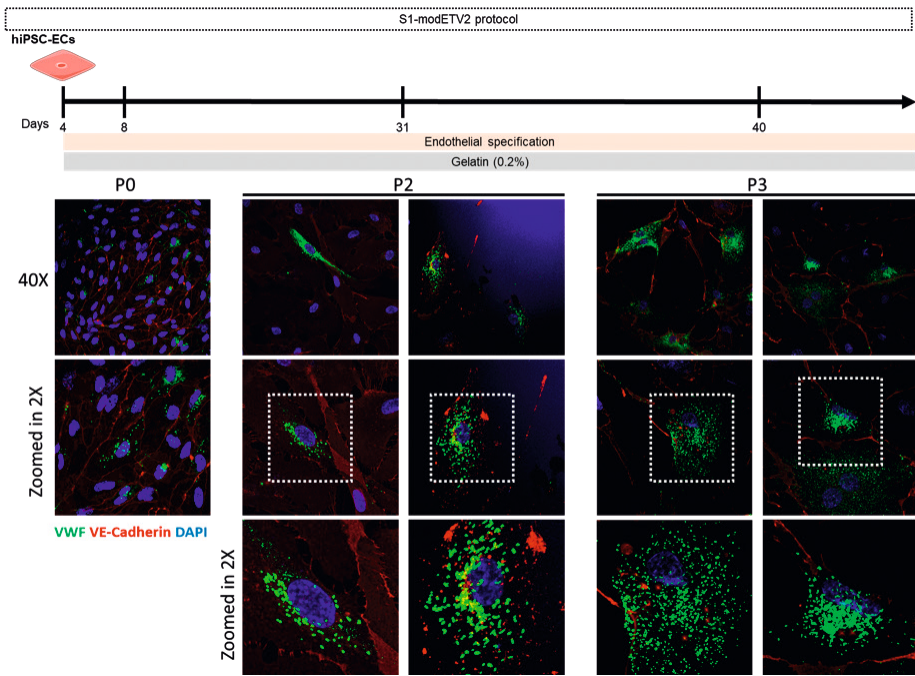 S1-modETV2 protocol
hiPSC-ECs
Days
4 8 31 40
Endothelial specification
Gelatin (0.2%)
P0 P2 P3
40X
Zoomed in 2X
VWF VE-Cadherin DAPI
Zoomed in 2X